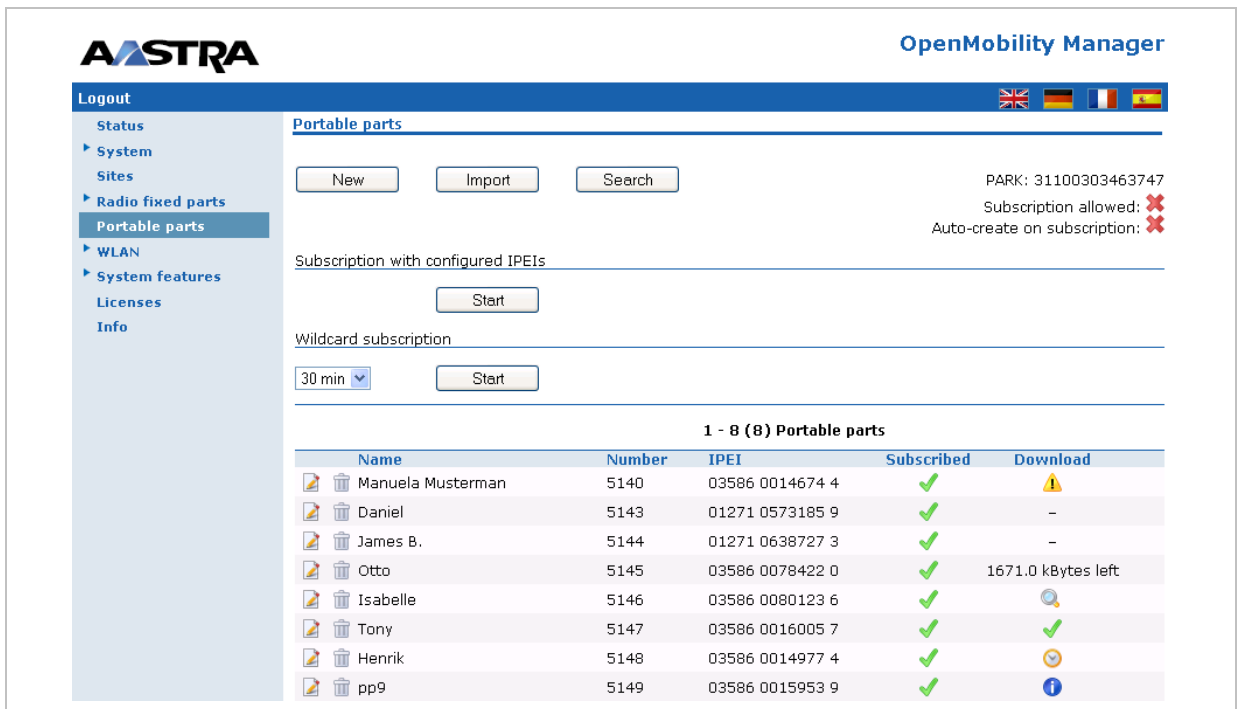 AASTRA
OpenMobility Manager
Logout
Status
System
Sites
Radio fixed parts
Portable parts
WLAN
System features
Licenses
Info
Portable parts
New Import Search
PARK: 31100303463747
Subscription allowed:
Auto-create on subscription:
Subscription with configured IPEIs
Start
Wildcard subscription
30 min Start
1 - 8 (8) Portable parts
Name Number IPEI Subscribed Download
Manuela Musterman 5140 03586 0014674 4
Daniel 5143 01271 0573185 9 –
James B. 5144 01271 0638727 3 –
Otto 5145 03586 0078422 0 1671.0 kBytes left
Isabelle 5146 03586 0080123 6
Tony 5147 03586 0016005 7
Henrik 5148 03586 0014977 4
pp9 5149 03586 0015953 9